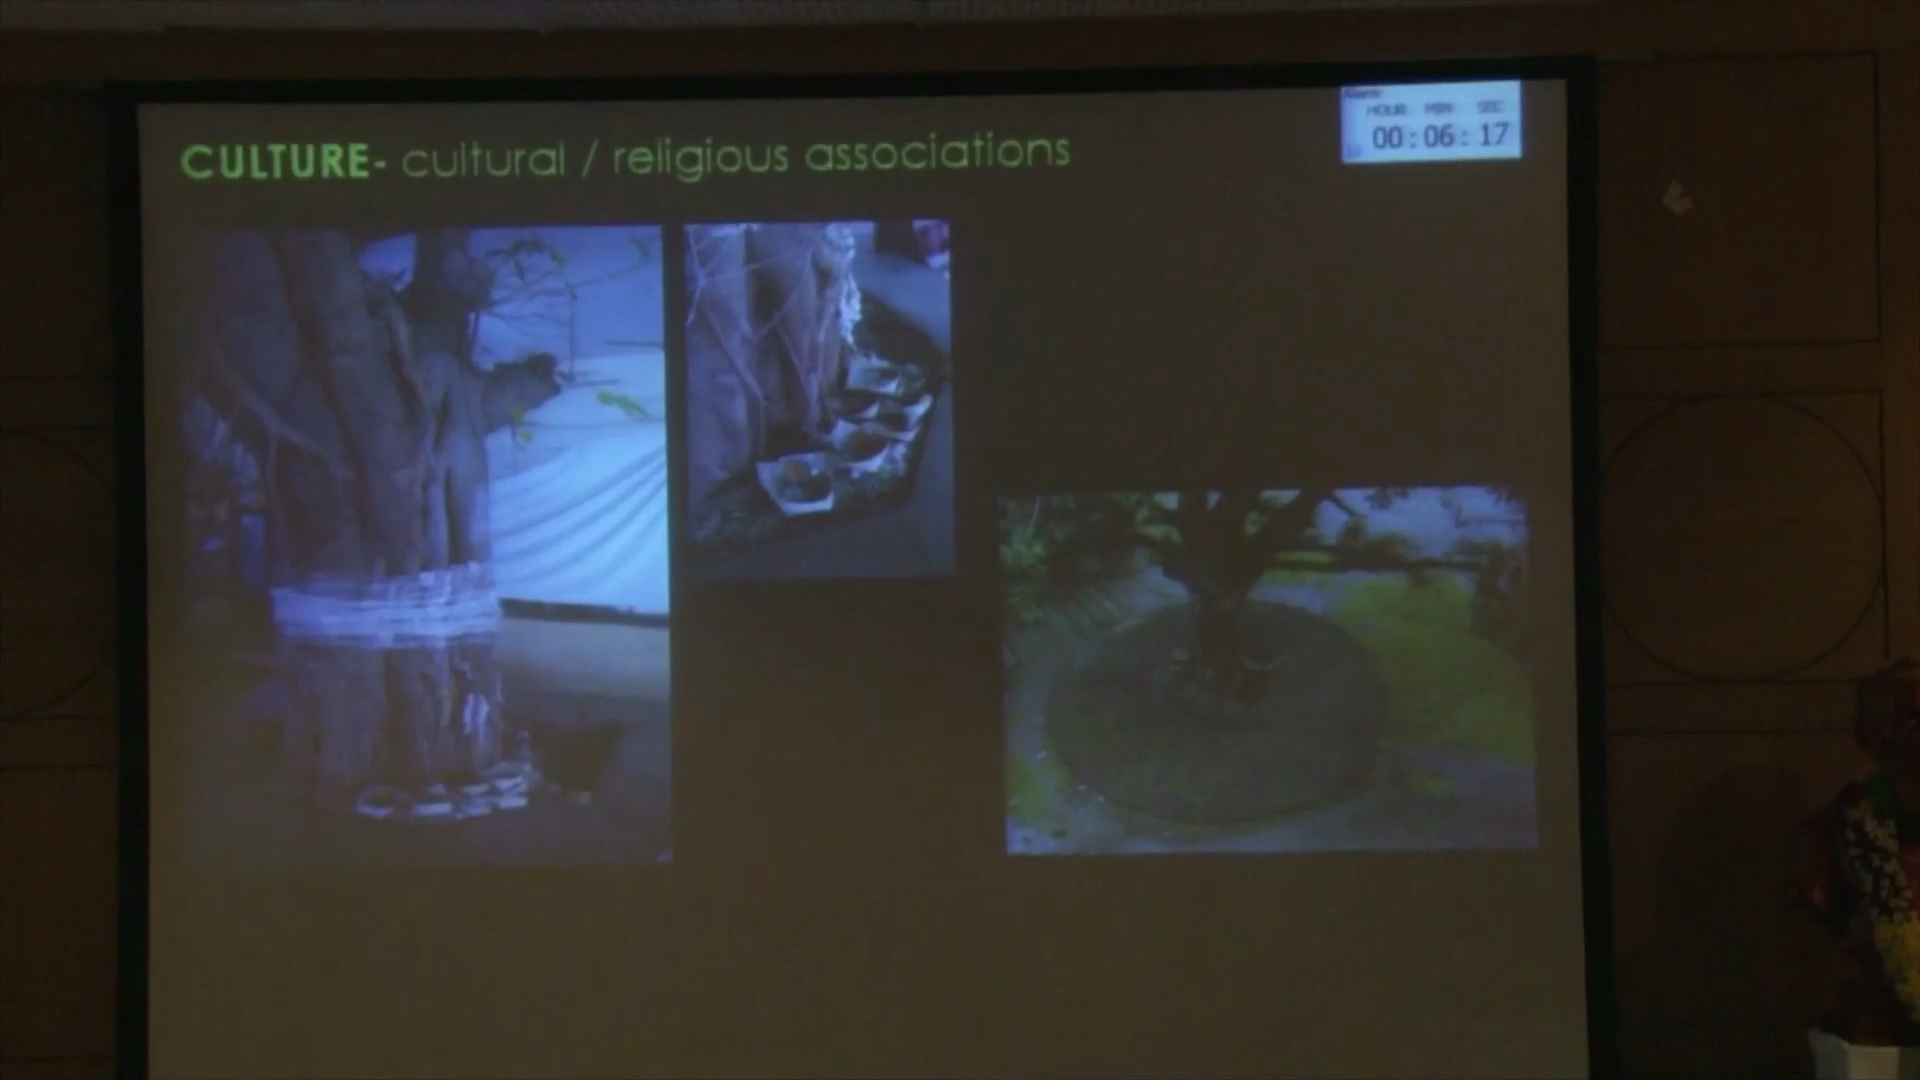 CULTURE- cultural / religious associations
HOUR: MIN: SEC
00:06:17